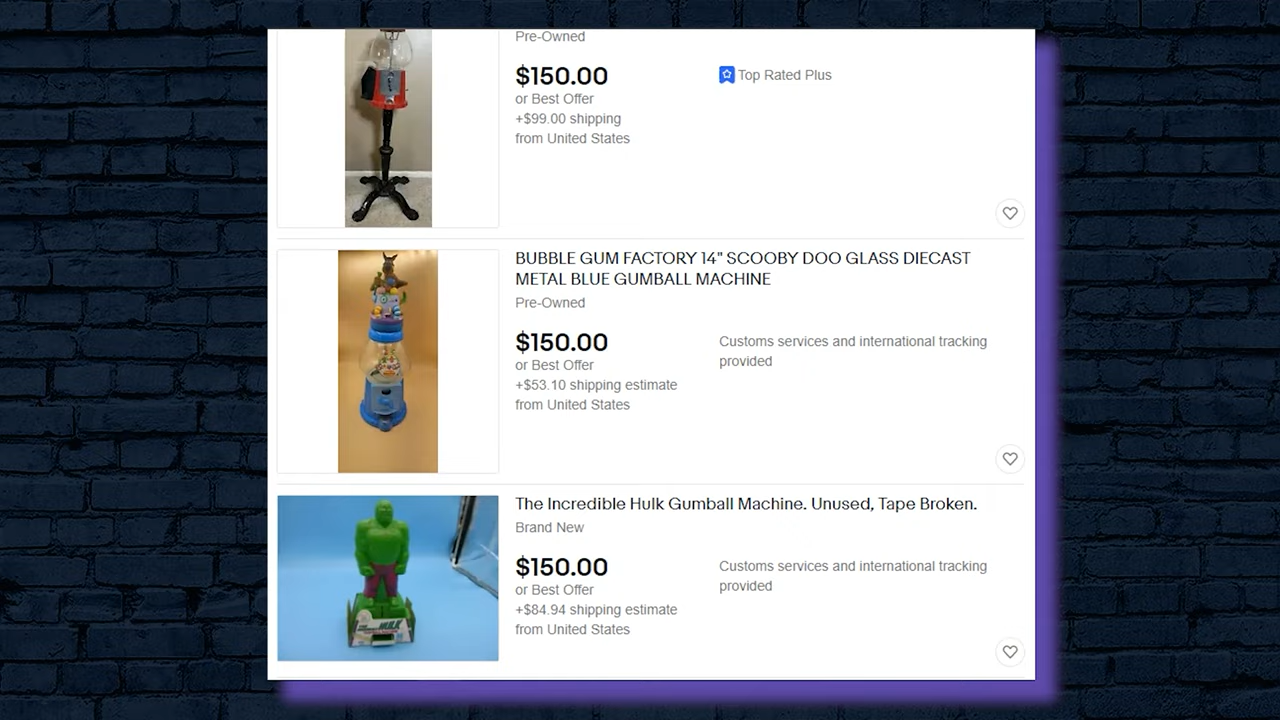 Pre-Owned
$150.00
Top Rated Plus
or Best Offer
+$99.00 shipping
from United States
BUBBLE GUM FACTORY 14" SCOOBY DOO GLASS DIECAST
METAL BLUE GUMBALL MACHINE
Pre-Owned
$150.00
Customs services and international tracking
provided
or Best Offer
+$53.10 shipping estimate
from United States
The Incredible Hulk Gumball Machine. Unused, Tape Broken.
Brand New
$150.00
Customs services and international tracking
provided
or Best Offer
+$84.94 shipping estimate
from United States
HULK